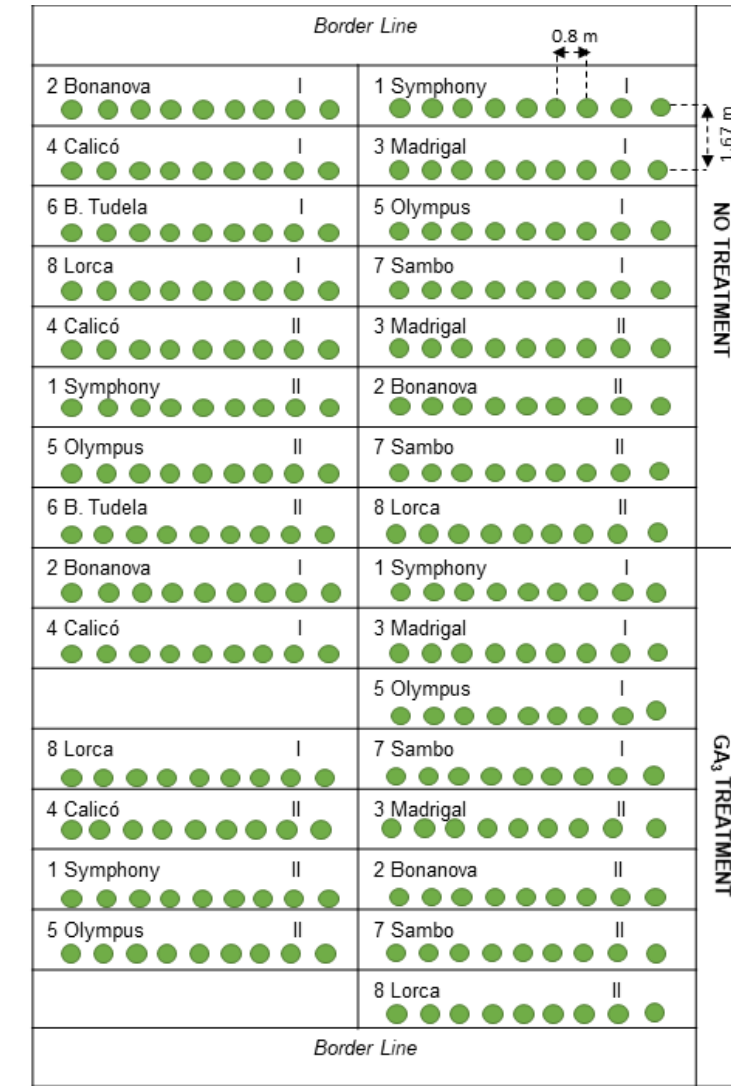 Border Line
0.8 m
2 Bonanova I
1 Symphony I
1.67 m
4 Calicó I
3 Madrigal I
6 B. Tudela I
5 Olympus I
8 Lorca I
7 Sambo I
NO TREATMENT
4 Calicó II
3 Madrigal II
1 Symphony II
2 Bonanova II
5 Olympus II
7 Sambo II
6 B. Tudela II
8 Lorca II
2 Bonanova I
1 Symphony I
4 Calicó I
3 Madrigal I
5 Olympus I
8 Lorca I
7 Sambo I
GA₃ TREATMENT
4 Calicó II
3 Madrigal II
1 Symphony II
2 Bonanova II
5 Olympus II
7 Sambo II
8 Lorca II
Border Line